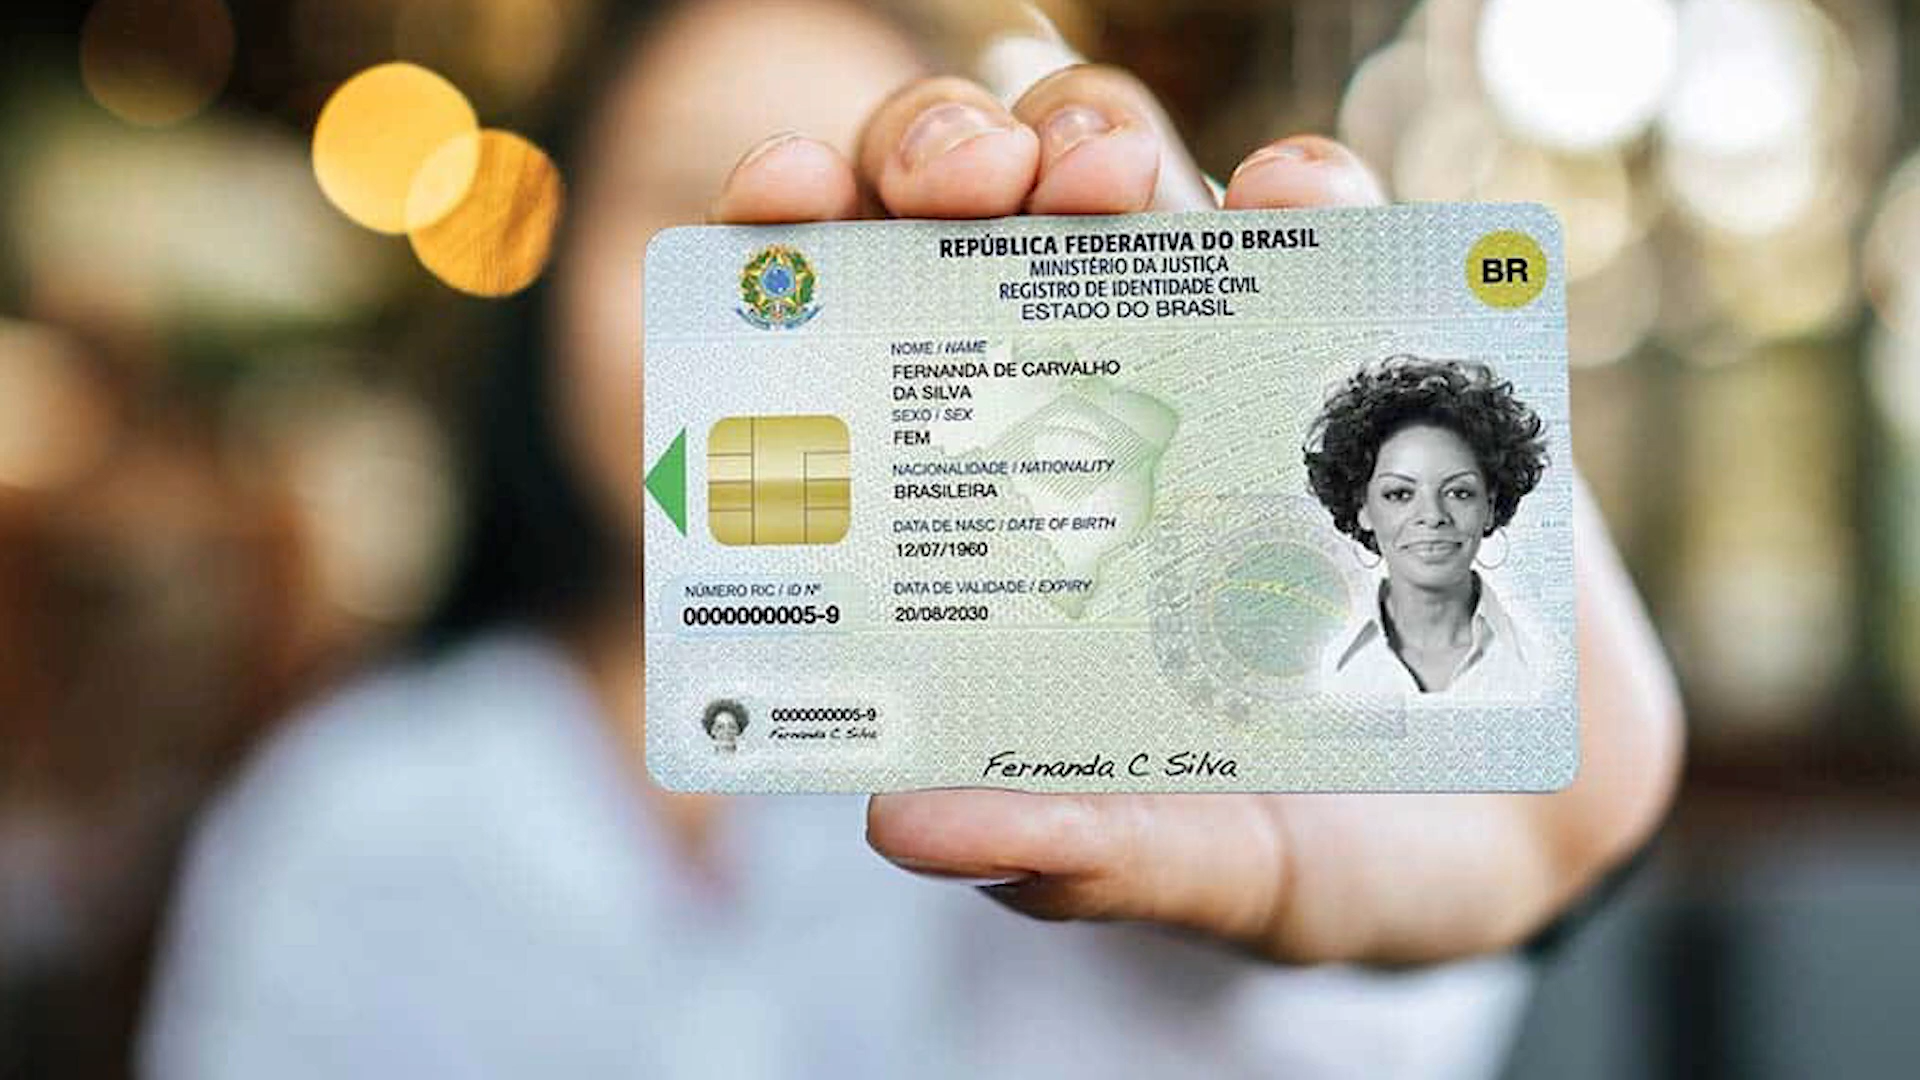 REPÚBLICA FEDERATIVA DO BRASIL
MINISTÉRIO DA JUSTIÇA
REGISTRO DE IDENTIDADE CIVIL
ESTADO DO BRASIL
BR
NOME / NAME
FERNANDA DE CARVALHO
DA SILVA
SEXO / SEX
FEM
NACIONALIDADE / NATIONALITY
BRASILEIRA
DATA DE NASC / DATE OF BIRTH
12/07/1960
NÚMERO RIC / ID Nº
0000000005-9
DATA DE VALIDADE / EXPIRY
20/08/2030
0000000005-9
Fernanda C Silva
Fernanda C Silva